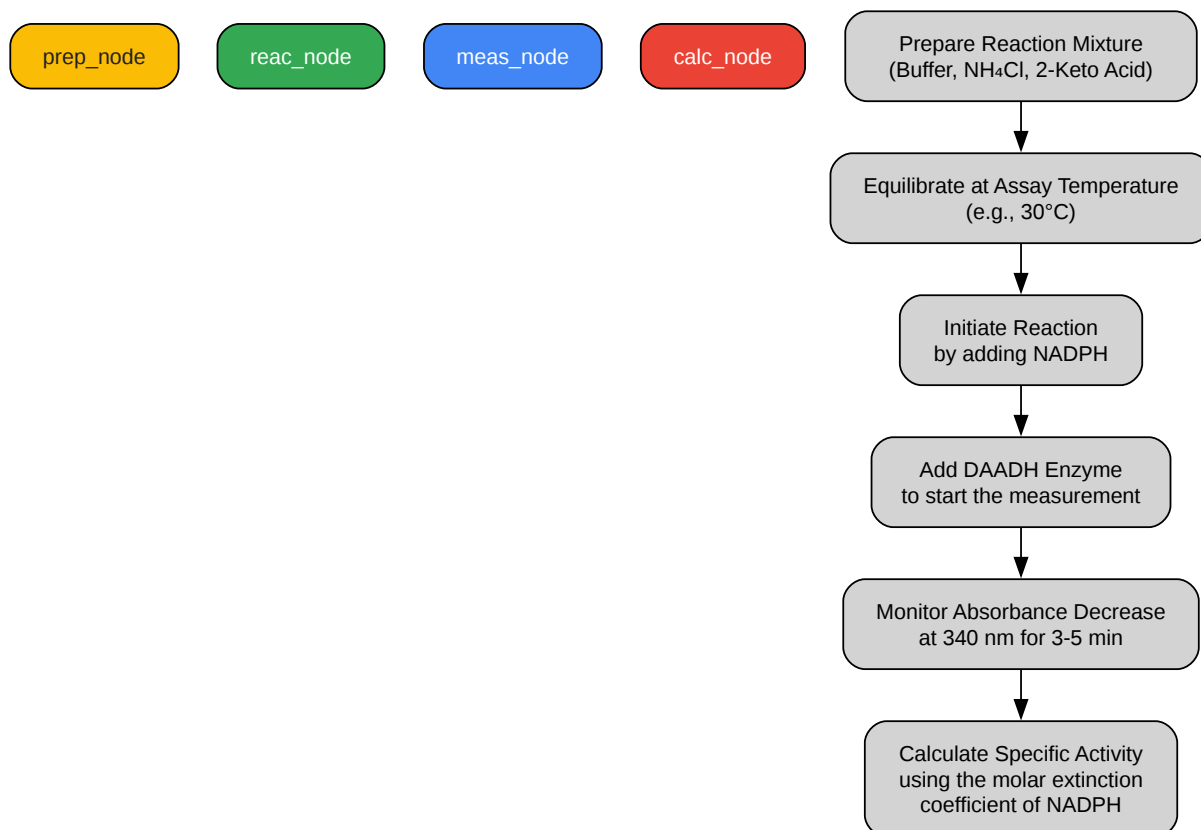 prep_node
reac_node
meas_node
calc_node
Prepare Reaction Mixture
(Buffer, NH₄Cl, 2-Keto Acid)
Equilibrate at Assay Temperature
(e.g., 30°C)
Initiate Reaction
by adding NADPH
Add DAADH Enzyme
to start the measurement
Monitor Absorbance Decrease
at 340 nm for 3-5 min
Calculate Specific Activity
using the molar extinction
coefficient of NADPH